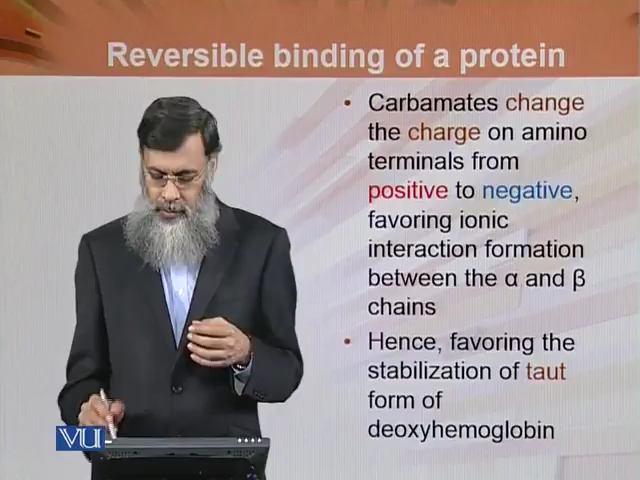 Reversible binding of a protein
• Carbamates change
the charge on amino
terminals from
positive to negative,
favoring ionic
interaction formation
between the α and β
chains
• Hence, favoring the
stabilization of taut
form of
deoxyhemoglobin
VU